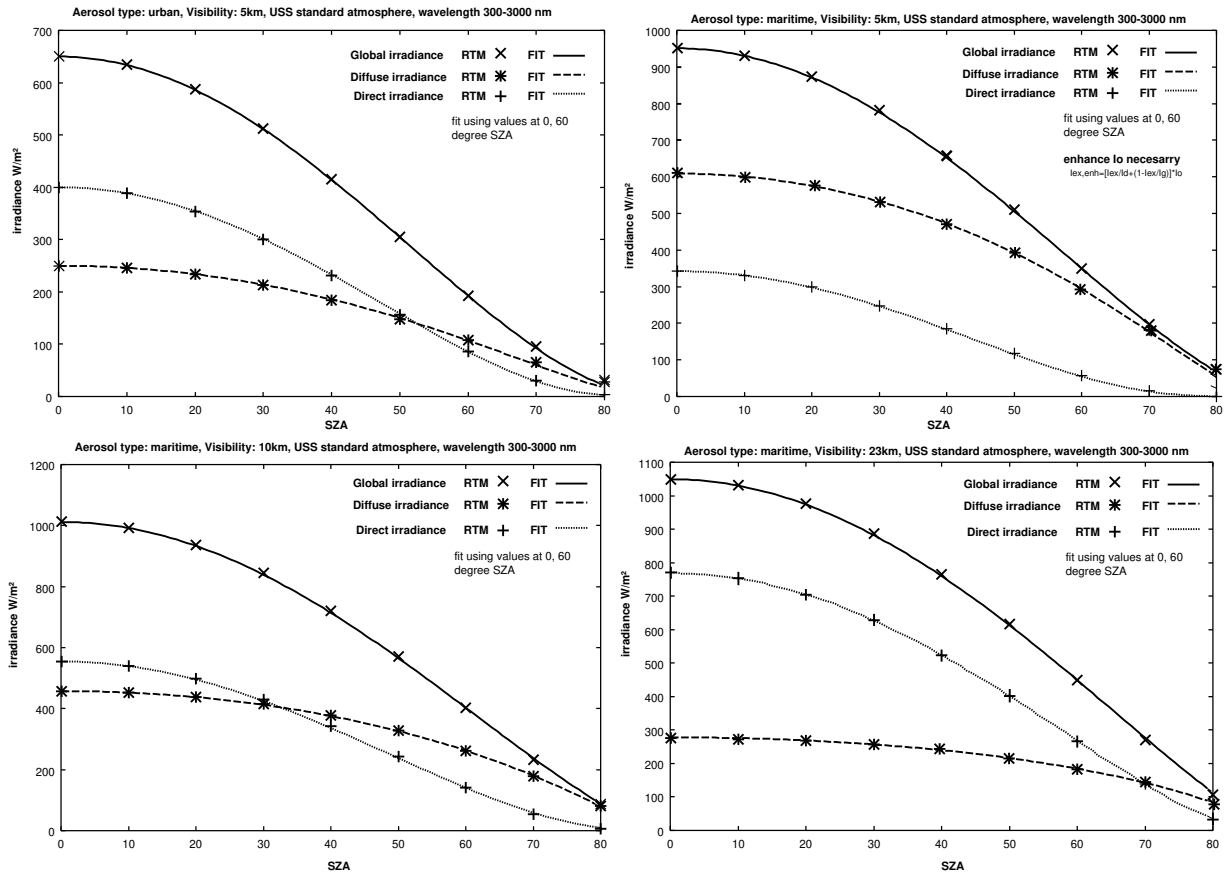 Aerosol type: urban, Visibility: 5km, USS standard atmosphere, wavelength 300-3000 nm
700
600
500
400
300
200
100
0
irradiance W/m²
Global irradiance RTM FIT
Diffuse irradiance RTM FIT
Direct irradiance RTM FIT
fit using values at 0, 60
degree SZA
0 10 20 30 40 50 60 70 80
SZA
Aerosol type: maritime, Visibility: 5km, USS standard atmosphere, wavelength 300-3000 nm
1000
900
800
700
600
500
400
300
200
100
0
irradiance W/m²
Global irradiance RTM FIT
Diffuse irradiance RTM FIT
Direct irradiance RTM FIT
fit using values at 0, 60
degree SZA
enhance Io necesarry
Iex,enh=[Iex/Id+(1-Iex/Ig)]*Io
0 10 20 30 40 50 60 70 80
SZA
Aerosol type: maritime, Visibility: 10km, USS standard atmosphere, wavelength 300-3000 nm
1200
1000
800
600
400
200
0
irradiance W/m²
Global irradiance RTM FIT
Diffuse irradiance RTM FIT
Direct irradiance RTM FIT
fit using values at 0, 60
degree SZA
0 10 20 30 40 50 60 70 80
SZA
Aerosol type: maritime, Visibility: 23km, USS standard atmosphere, wavelength 300-3000 nm
1100
1000
900
800
700
600
500
400
300
200
100
0
irradiance W/m²
Global irradiance RTM FIT
Diffuse irradiance RTM FIT
Direct irradiance RTM FIT
fit using values at 0, 60
degree SZA
0 10 20 30 40 50 60 70 80
SZA